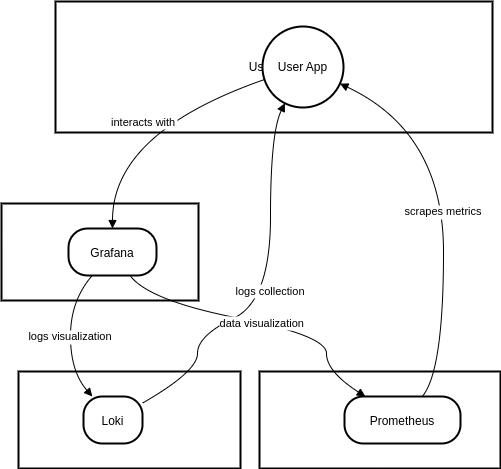 Us
User App
interacts with
scrapes metrics
Grafana
logs collection
data visualization
logs visualization
Loki
Prometheus